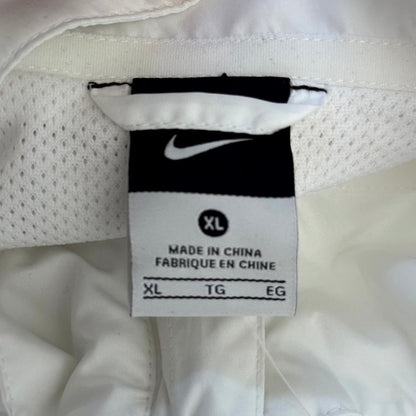 XL
MADE IN CHINA
FABRIQUE EN CHINE
XL TG EG